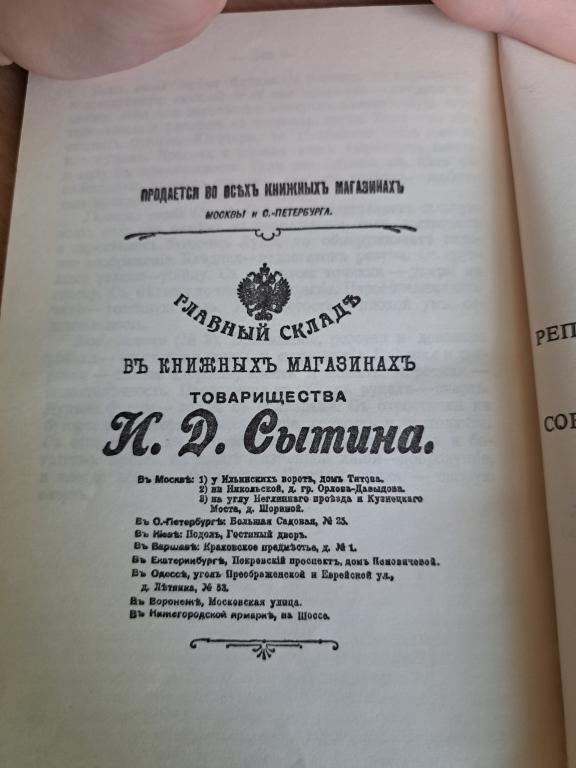 ПРОДАЕТСЯ ВО ВСѢХЪ КНИЖНЫХЪ МАГАЗИНАХЪ
МОСКВЫ и С.-ПЕТЕРБУРГА.
ГЛАВНЫЙ СКЛАДЪ
ВЪ КНИЖНЫХЪ МАГАЗИНАХЪ
ТОВАРИЩЕСТВА
И. Д. Сытина.
Въ Москвѣ: 1) у Ильинскихъ воротъ, домъ Титова.
2) на Никольской, д. гр. Орлова-Давыдова.
3) на углу Неглиннаго проѣзда и Кузнецкаго
Моста, д. Шориной.
Въ С.-Петербургѣ: Большая Садовая, № 25.
Въ Кіевѣ: Подолъ, Гостиный дворъ.
Въ Варшавѣ: Краковское предмѣстье, д. № 1.
Въ Екатеринбургѣ, Покровскій проспектъ, домъ Поповичевой.
Въ Одессѣ, уголъ Преображенской и Еврейской ул.,
д. Лѣтника, № 53.
Въ Воронежѣ, Московская улица.
Въ Нижегородской ярмаркѣ, на Шоссе.
РЕП
СО